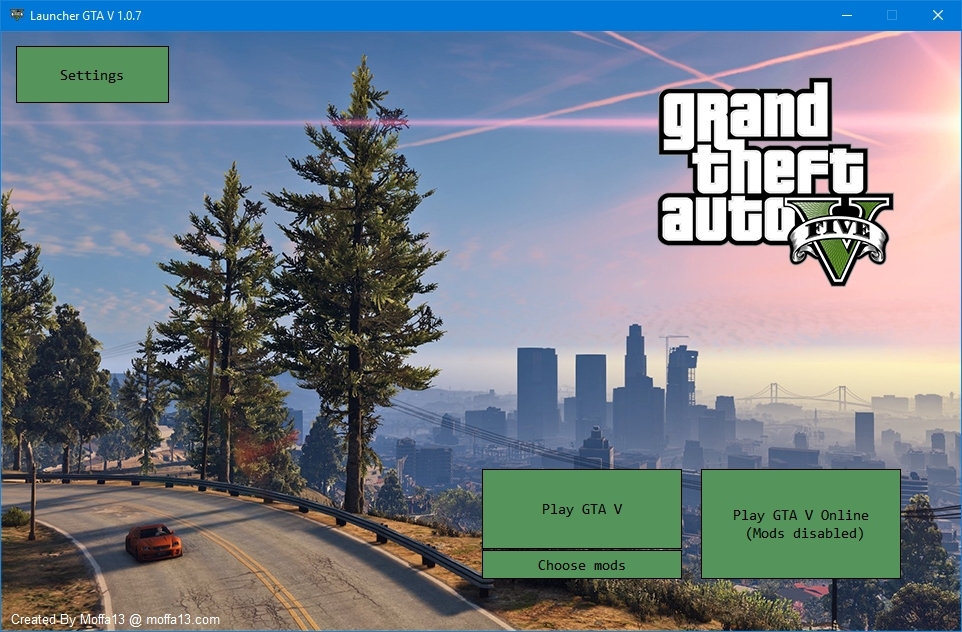 Launcher GTA V 1.0.7
Settings
grand
theft
auto
FIVE
Play GTA V
Choose mods
Play GTA V Online
(Mods disabled)
Created By Moffa13 @ moffa13.com